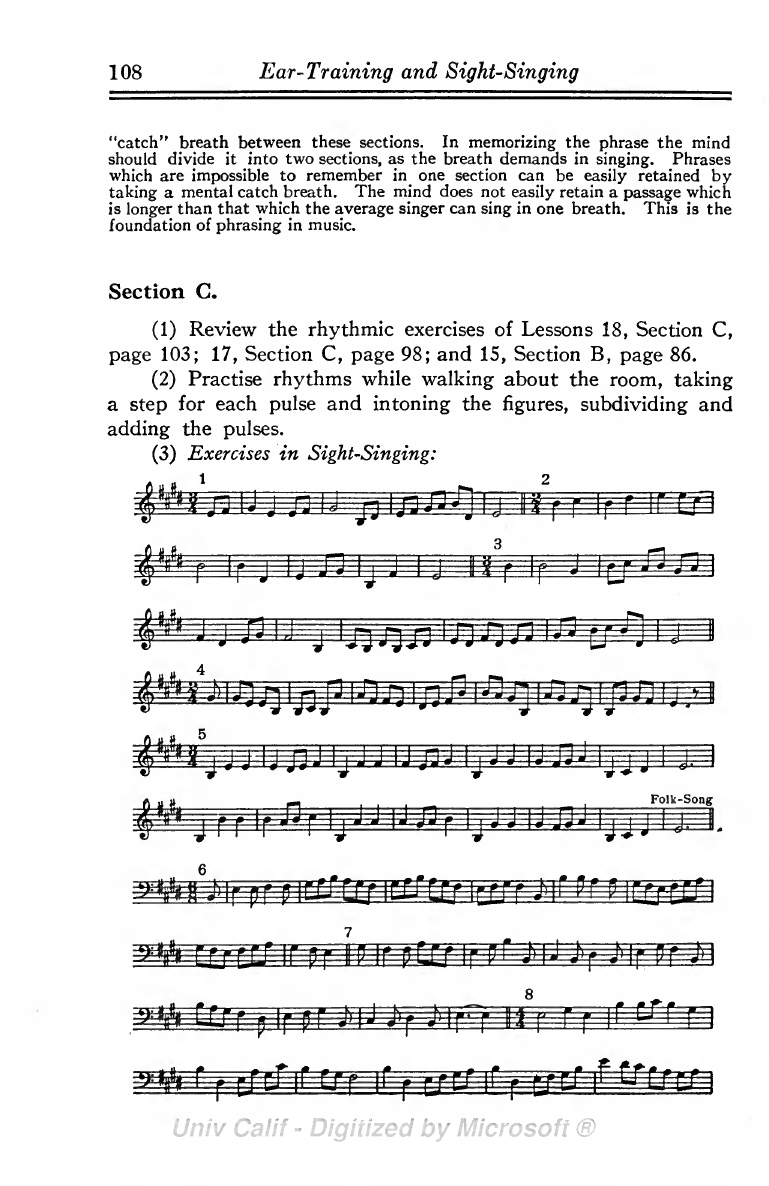 108 Ear-Training and Sight-Singing
"catch" breath between these sections. In memorizing the phrase the mind
should divide it into two sections, as the breath demands in singing. Phrases
which are impossible to remember in one section can be easily retained by
taking a mental catch breath. The mind does not easily retain a passage which
is longer than that which the average singer can sing in one breath. This is the
foundation of phrasing in music.
Section C.
(1) Review the rhythmic exercises of Lessons 18, Section C,
page 103; 17, Section C, page 98; and 15, Section B, page 86.
(2) Practise rhythms while walking about the room, taking
a step for each pulse and intoning the figures, subdividing and
adding the pulses.
(3) Exercises in Sight-Singing:
1 2
3
4
5
Folk-Song
6
7
8
Univ Calif - Digitized by Microsoft ®